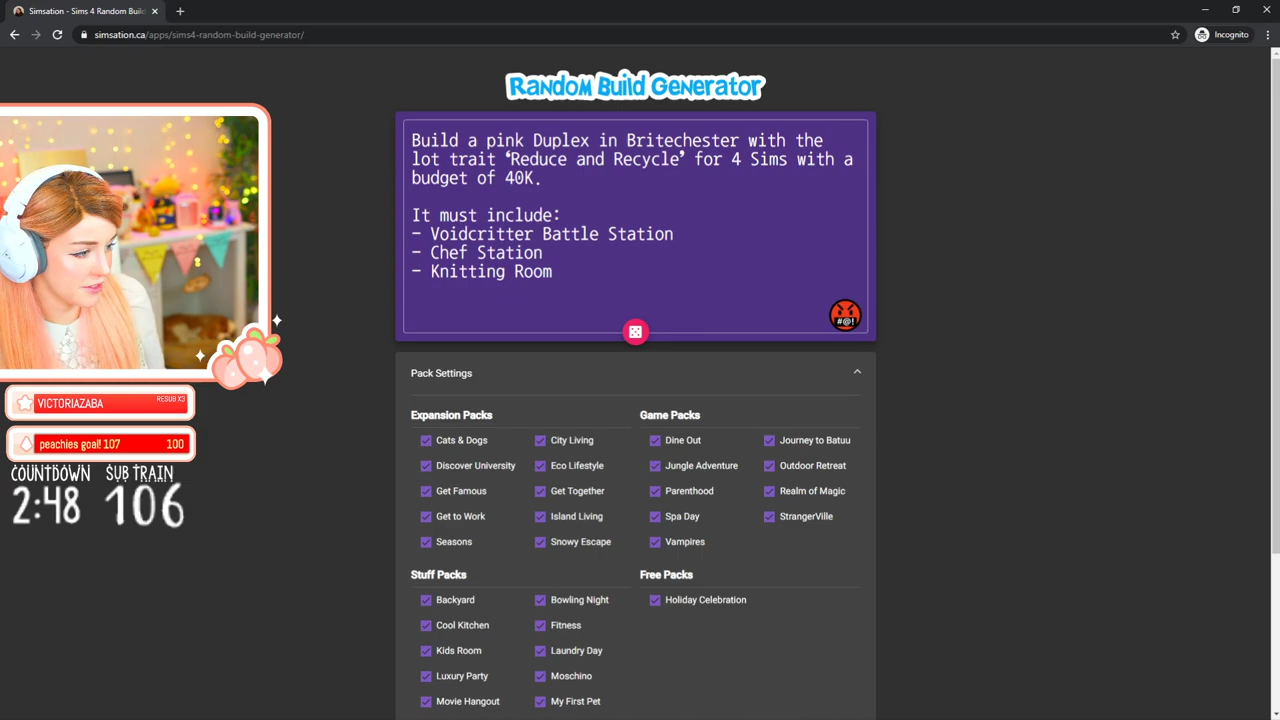 Simsation - Sims 4 Random Build
simsation.ca/apps/sims4-random-build-generator/
Incognito
Random Build Generator
Build a pink Duplex in Britechester with the
lot trait ‘Reduce and Recycle’ for 4 Sims with a
budget of 40K.
It must include:
- Voidcritter Battle Station
- Chef Station
- Knitting Room
#@!
VICTORIAZABA
RESUB X3
peachies goal! 107
100
COUNTDOWN
SUB TRAIN
2:48
106
Pack Settings
Expansion Packs
Game Packs
Cats & Dogs
City Living
Dine Out
Journey to Batuu
Discover University
Eco Lifestyle
Jungle Adventure
Outdoor Retreat
Get Famous
Get Together
Parenthood
Realm of Magic
Get to Work
Island Living
Spa Day
StrangerVille
Seasons
Snowy Escape
Vampires
Stuff Packs
Free Packs
Backyard
Bowling Night
Holiday Celebration
Cool Kitchen
Fitness
Kids Room
Laundry Day
Luxury Party
Moschino
Movie Hangout
My First Pet